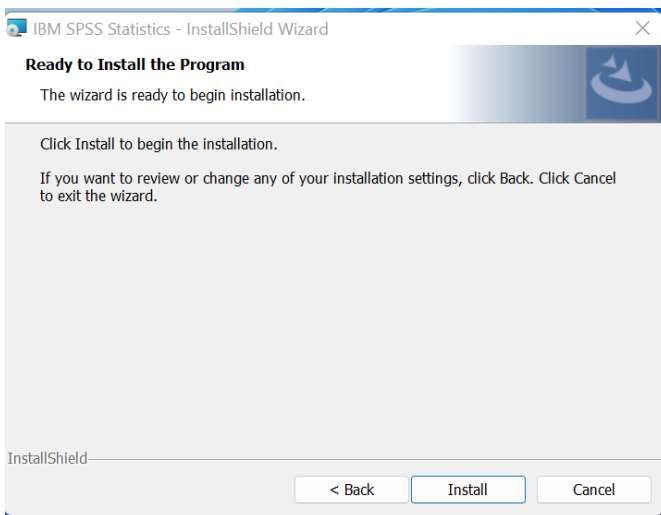 IBM SPSS Statistics - InstallShield Wizard
Ready to Install the Program
The wizard is ready to begin installation.
Click Install to begin the installation.
If you want to review or change any of your installation settings, click Back. Click Cancel
to exit the wizard.
InstallShield
< Back
Install
Cancel